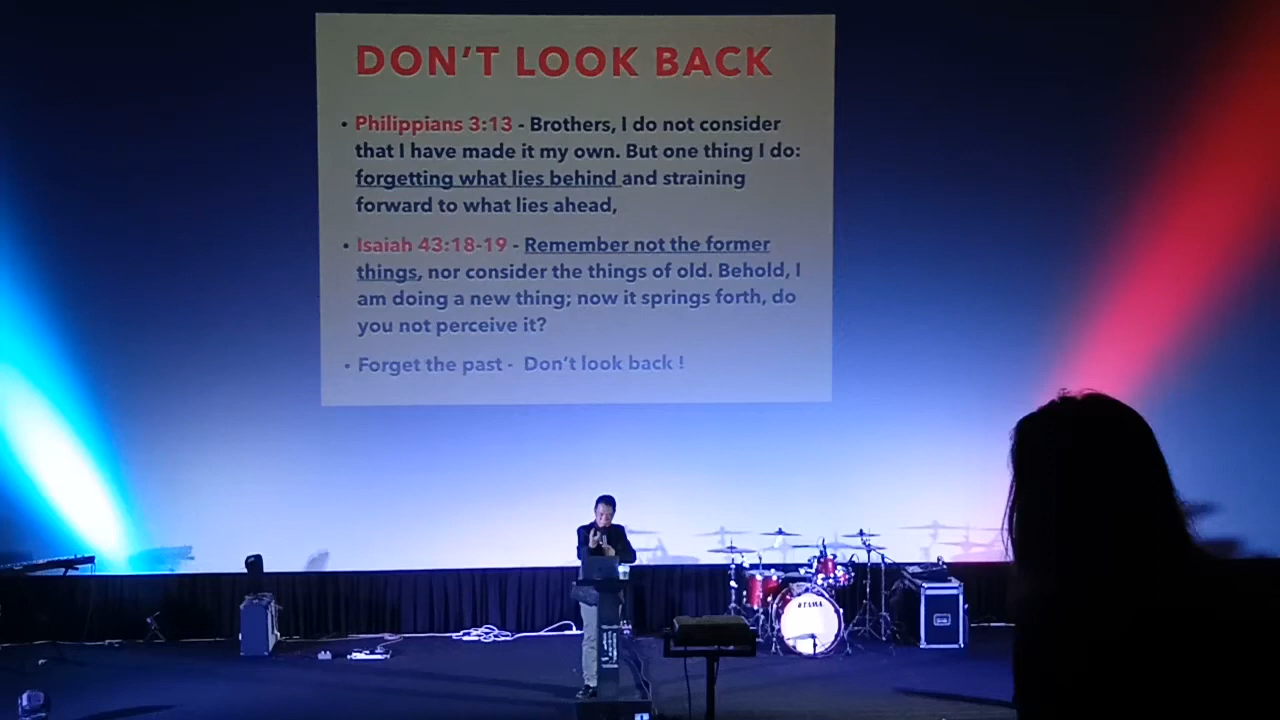 DON'T LOOK BACK
• Philippians 3:13 - Brothers, I do not consider
that I have made it my own. But one thing I do:
forgetting what lies behind and straining
forward to what lies ahead,
• Isaiah 43:18-19 - Remember not the former
things, nor consider the things of old. Behold, I
am doing a new thing; now it springs forth, do
you not perceive it?
• Forget the past - Don't look back !
TAMA